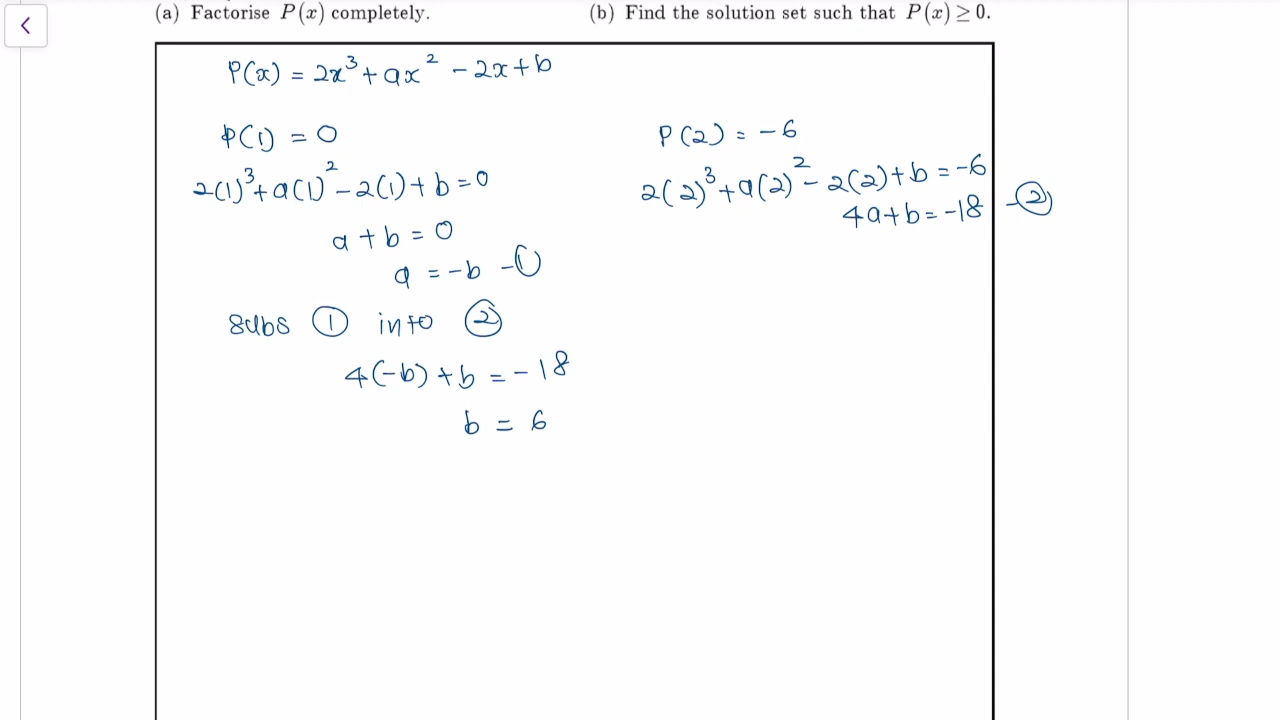 (a) Factorise P(x) completely. (b) Find the solution set such that P(x) ≥ 0.
P(x) = 2x³ + ax² - 2x + b
P(1) = 0
2(1)³ + a(1)² - 2(1) + b = 0
a + b = 0
a = -b - ①
P(2) = -6
2(2)³ + a(2)² - 2(2) + b = -6
4a + b = -18 - ②
subs ① into ②
4(-b) + b = -18
b = 6